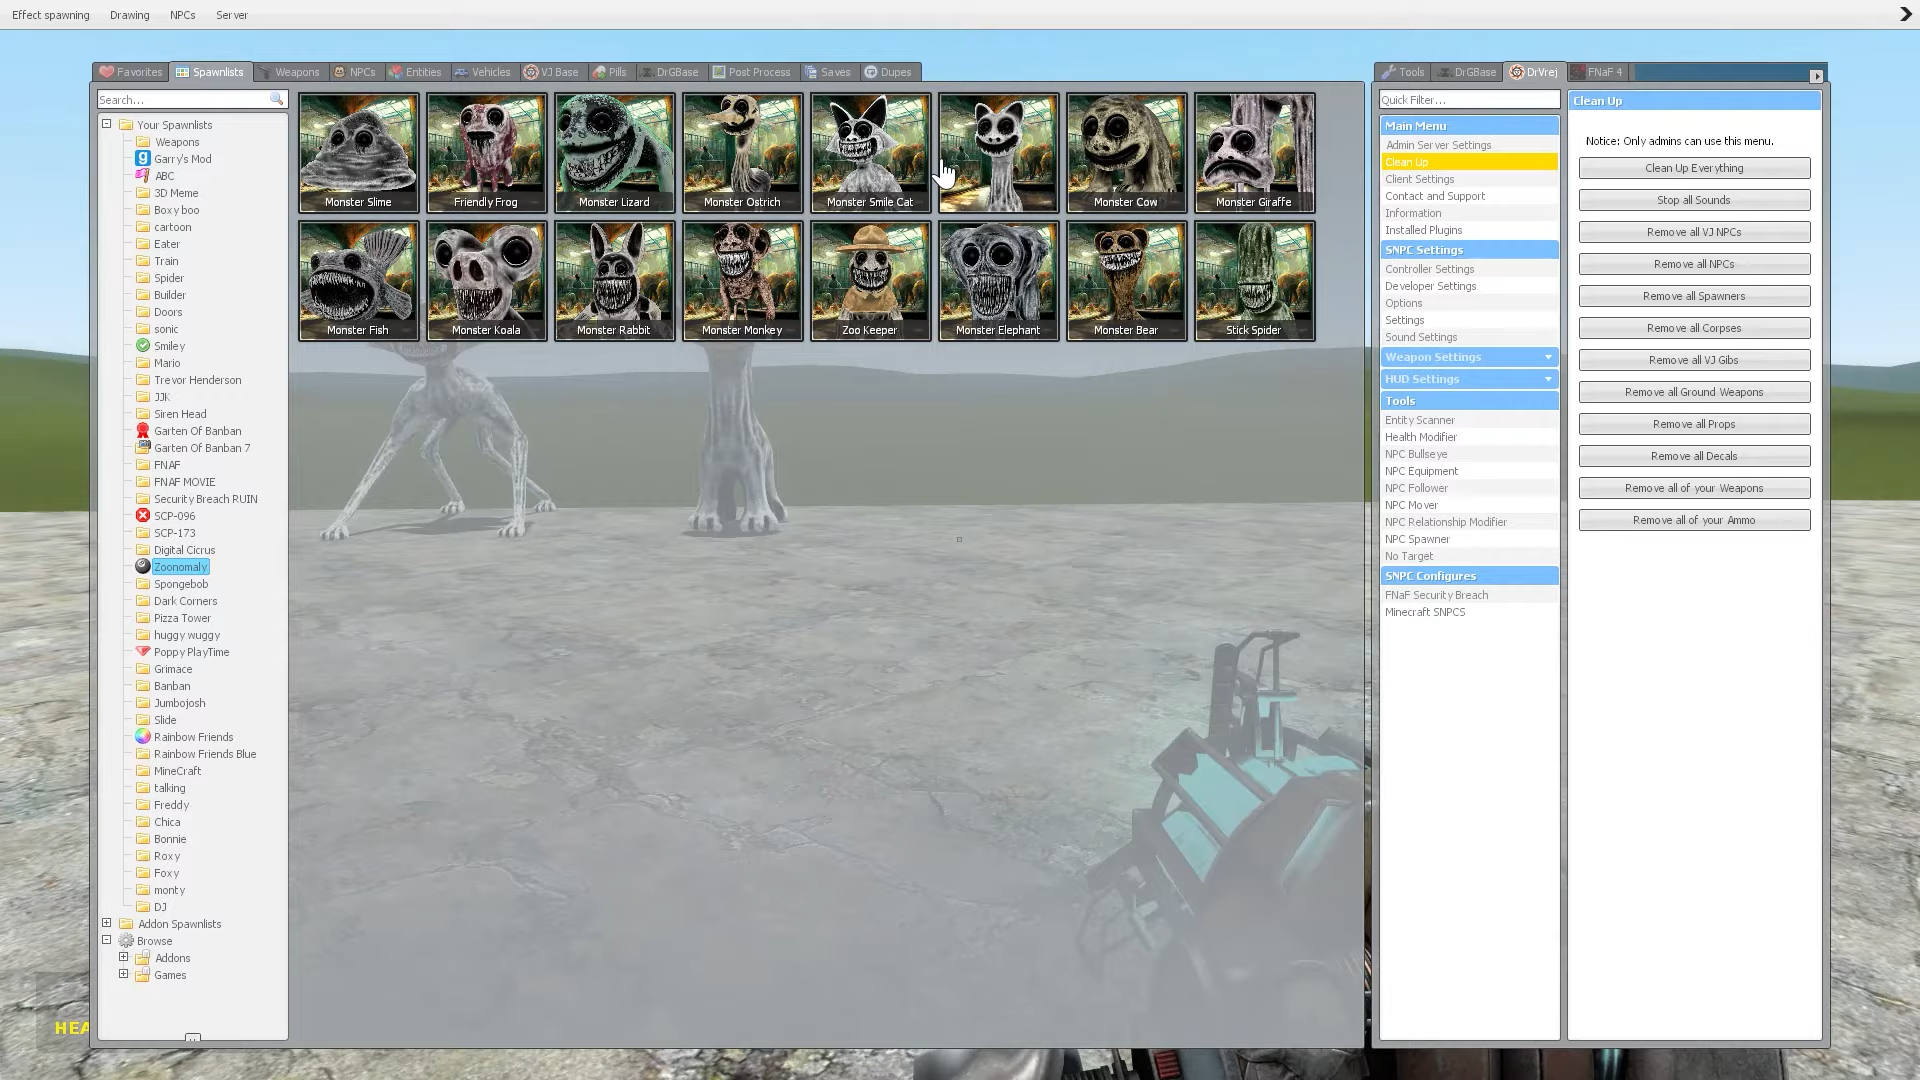 Effect spawning Drawing NPCs Server
Favorites Spawnlists Weapons NPCs Entities Vehicles VJ Base Pills DrGBase Post Process Saves Dupes
Search...
Your Spawnlists
Weapons
Garry's Mod
ABC
3D Meme
Boxy boo
cartoon
Eater
Train
Spider
Builder
Doors
sonic
Smiley
Mario
Trevor Henderson
JJK
Siren Head
Garten Of Banban
Garten Of Banban 7
FNAF
FNAF MOVIE
Security Breach RUIN
SCP-096
SCP-173
Digital Cicrus
Zoonomaly
Spongebob
Dark Corners
Pizza Tower
huggy wuggy
Poppy PlayTime
Grimace
Banban
Jumbojosh
Slide
Rainbow Friends
Rainbow Friends Blue
MineCraft
talking
Freddy
Chica
Bonnie
Roxy
Foxy
monty
DJ
Addon Spawnlists
Browse
Addons
Games
Monster Slime Friendly Frog Monster Lizard Monster Ostrich Monster Smile Cat Monster Cow Monster Giraffe
Monster Fish Monster Koala Monster Rabbit Monster Monkey Zoo Keeper Monster Elephant Monster Bear Stick Spider
Tools DrGBase DrVrej FNaF 4
Quick Filter...
Main Menu
Admin Server Settings
Clean Up
Client Settings
Contact and Support
Information
Installed Plugins
SNPC Settings
Controller Settings
Developer Settings
Options
Settings
Sound Settings
Weapon Settings
HUD Settings
Tools
Entity Scanner
Health Modifier
NPC Bullseye
NPC Equipment
NPC Follower
NPC Mover
NPC Relationship Modifier
NPC Spawner
No Target
SNPC Configures
FNaF Security Breach
Minecraft SNPCS
Clean Up
Notice: Only admins can use this menu.
Clean Up Everything
Stop all Sounds
Remove all VJ NPCs
Remove all NPCs
Remove all Spawners
Remove all Corpses
Remove all VJ Gibs
Remove all Ground Weapons
Remove all Props
Remove all Decals
Remove all of your Weapons
Remove all of your Ammo
HEA